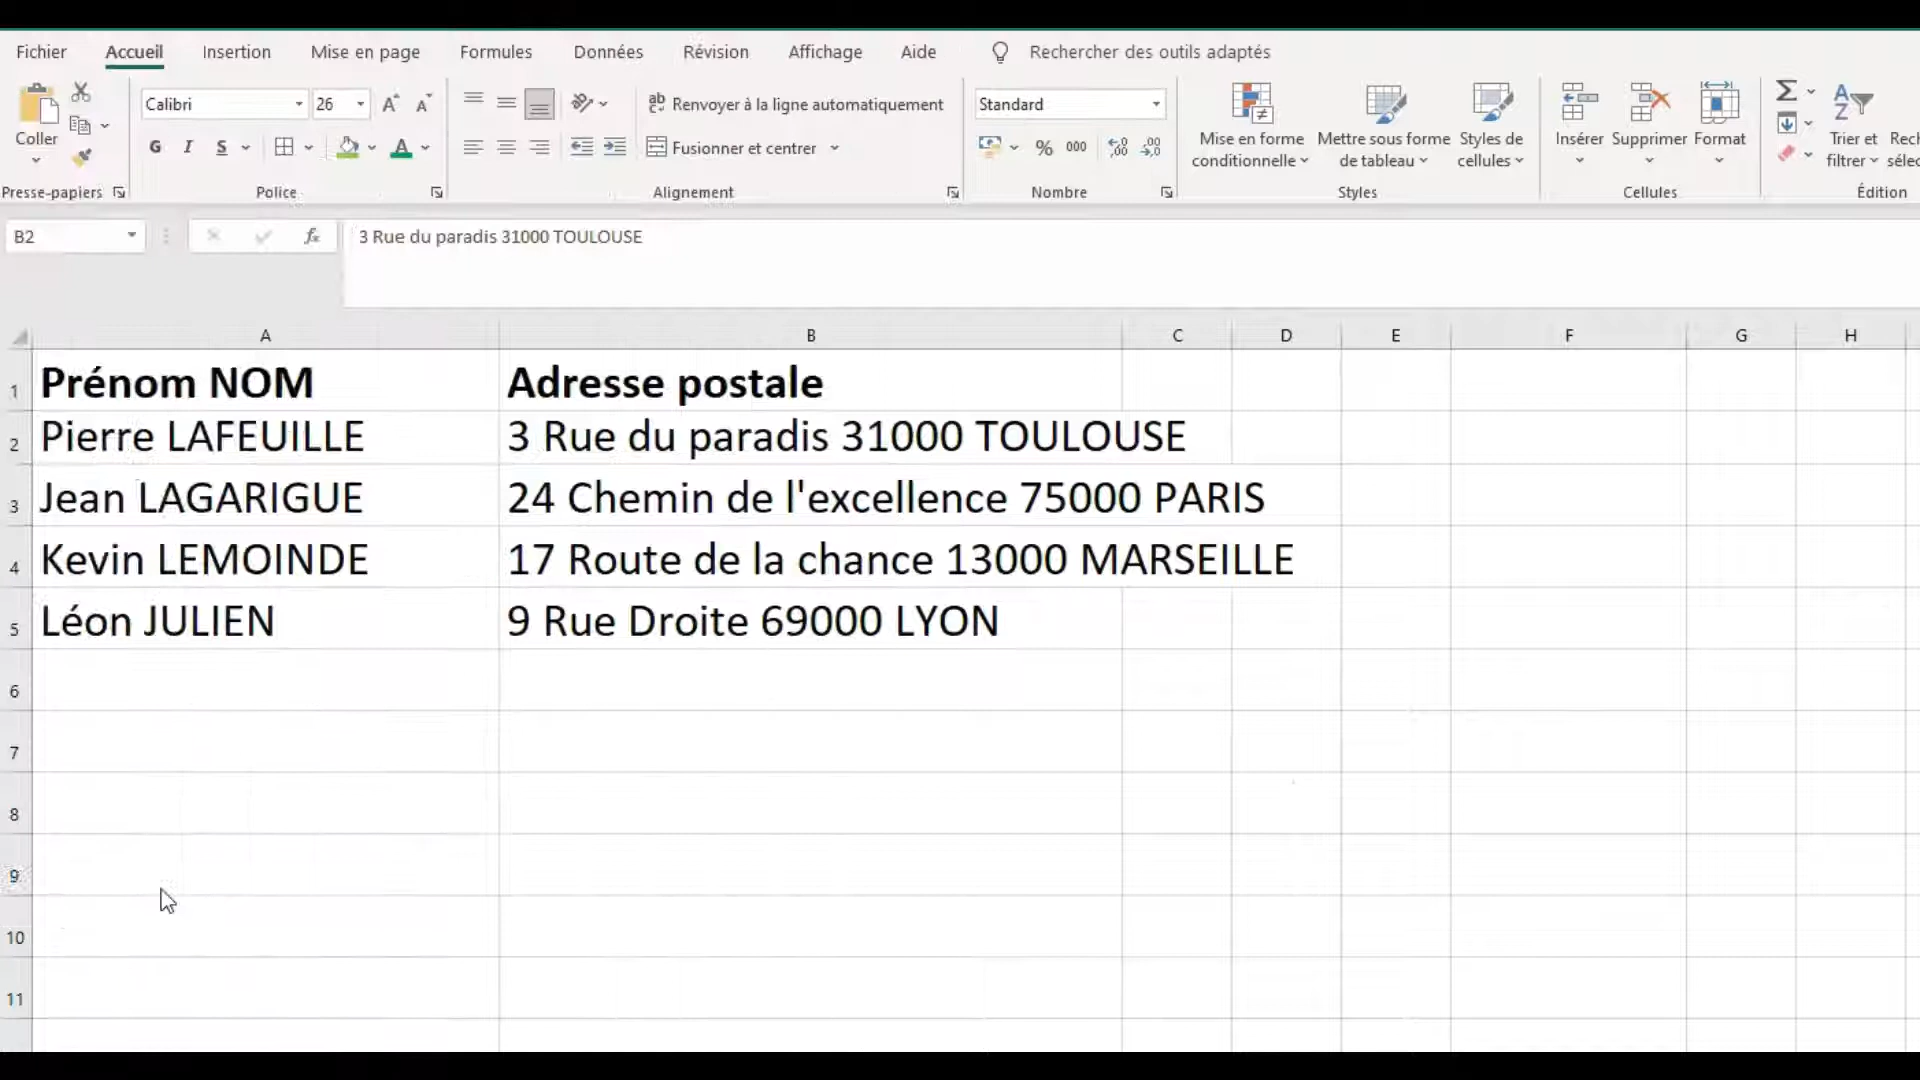 Fichier Accueil Insertion Mise en page Formules Données Révision Affichage Aide Rechercher des outils adaptés
Coller
Calibri 26
Renvoyer à la ligne automatiquement
Standard
G I S
Fusionner et centrer
% 000
Mise en forme conditionnelle
Mettre sous forme de tableau
Styles de cellules
Insérer Supprimer Format
Trier et filtrer
Presse-papiers Police Alignement Nombre Styles Cellules Édition
B2 fx 3 Rue du paradis 31000 TOULOUSE
A B C D E F G H
1 Prénom NOM Adresse postale
2 Pierre LAFEUILLE 3 Rue du paradis 31000 TOULOUSE
3 Jean LAGARIGUE 24 Chemin de l'excellence 75000 PARIS
4 Kevin LEMOINDE 17 Route de la chance 13000 MARSEILLE
5 Léon JULIEN 9 Rue Droite 69000 LYON
6
7
8
9
10
11